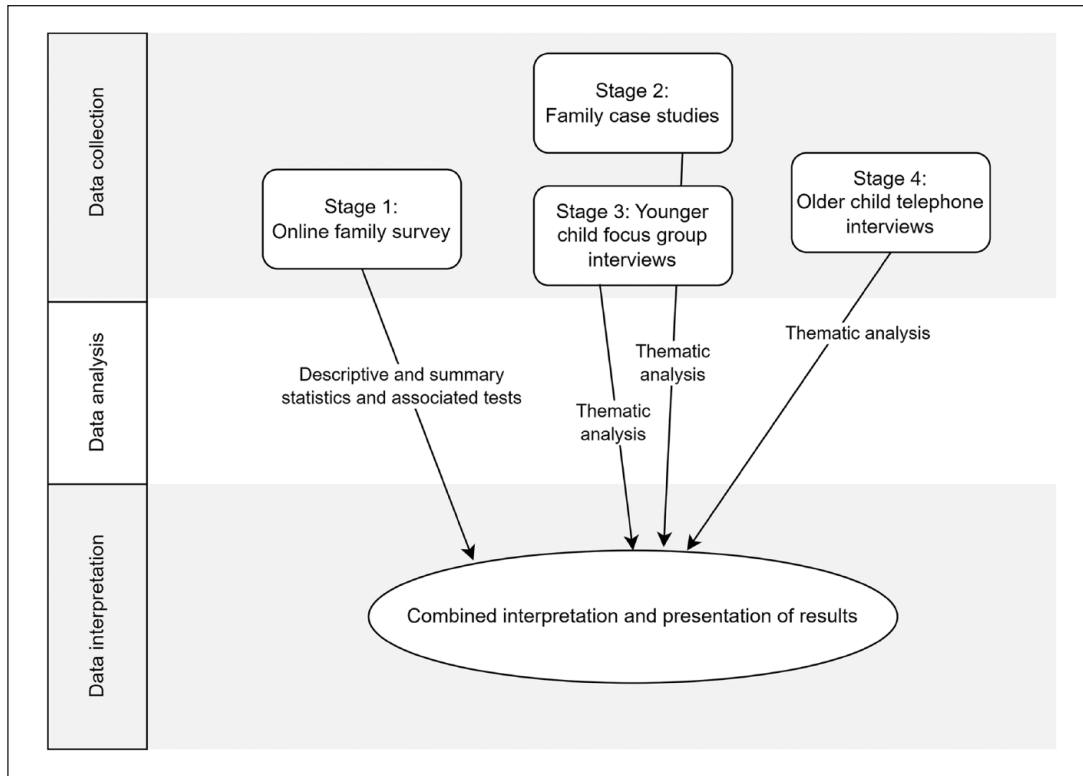 Data collection
Stage 1:
Online family survey
Stage 2:
Family case studies
Stage 3: Younger
child focus group
interviews
Stage 4:
Older child telephone
interviews
Data analysis
Descriptive and summary
statistics and associated tests
Thematic
analysis
Thematic
analysis
Thematic analysis
Data interpretation
Combined interpretation and presentation of results